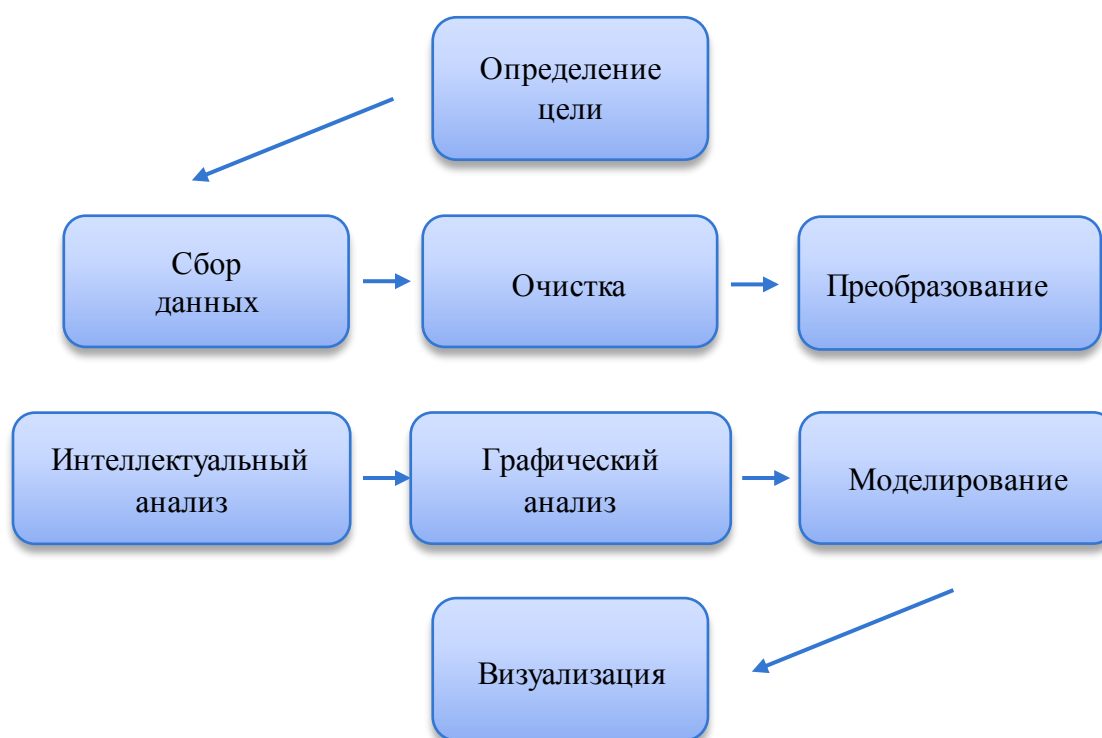 Определение
цели
Сбор
данных
Очистка
Преобразование
Интеллектуальный
анализ
Графический
анализ
Моделирование
Визуализация